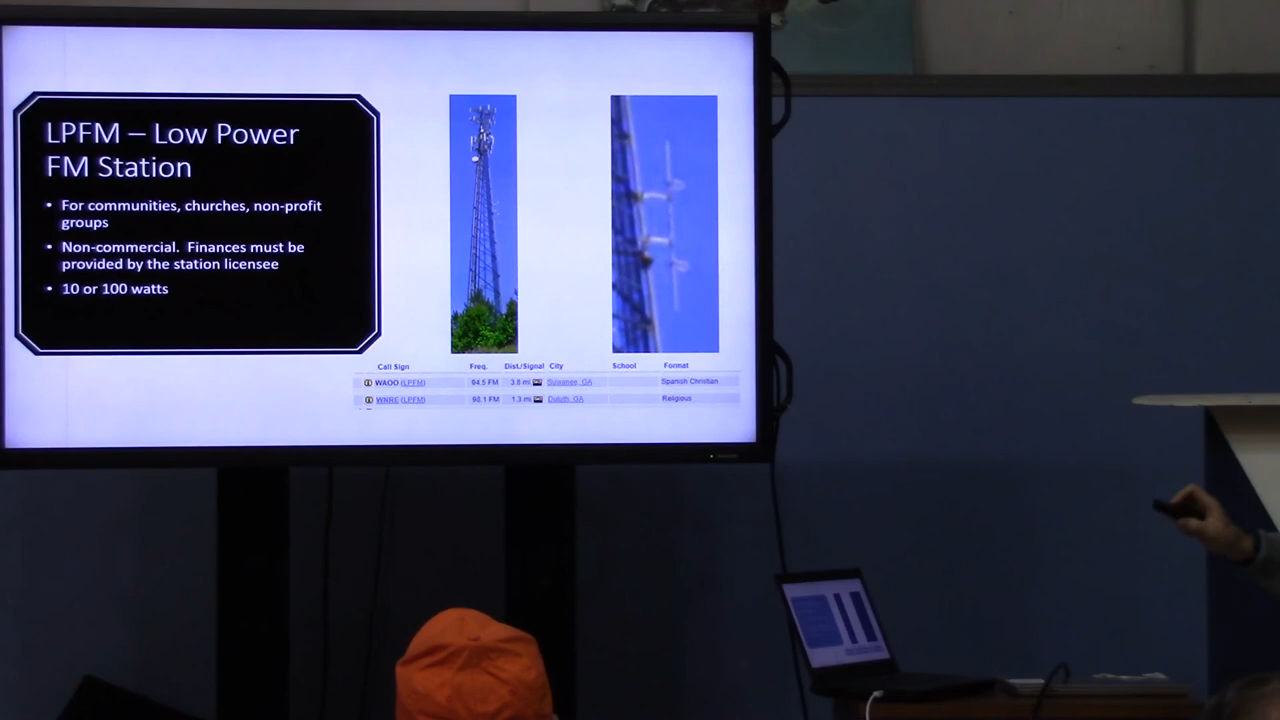 LPFM – Low Power
FM Station
• For communities, churches, non-profit
groups
• Non-commercial. Finances must be
provided by the station licensee
• 10 or 100 watts
Call Sign Freq. Dist./Signal City School Format
WAOO (LPFM) 94.5 FM 3.8 mi Suwanee, GA Spanish Christian
WNRE (LPFM) 98.1 FM 1.3 mi Duluth, GA Religious